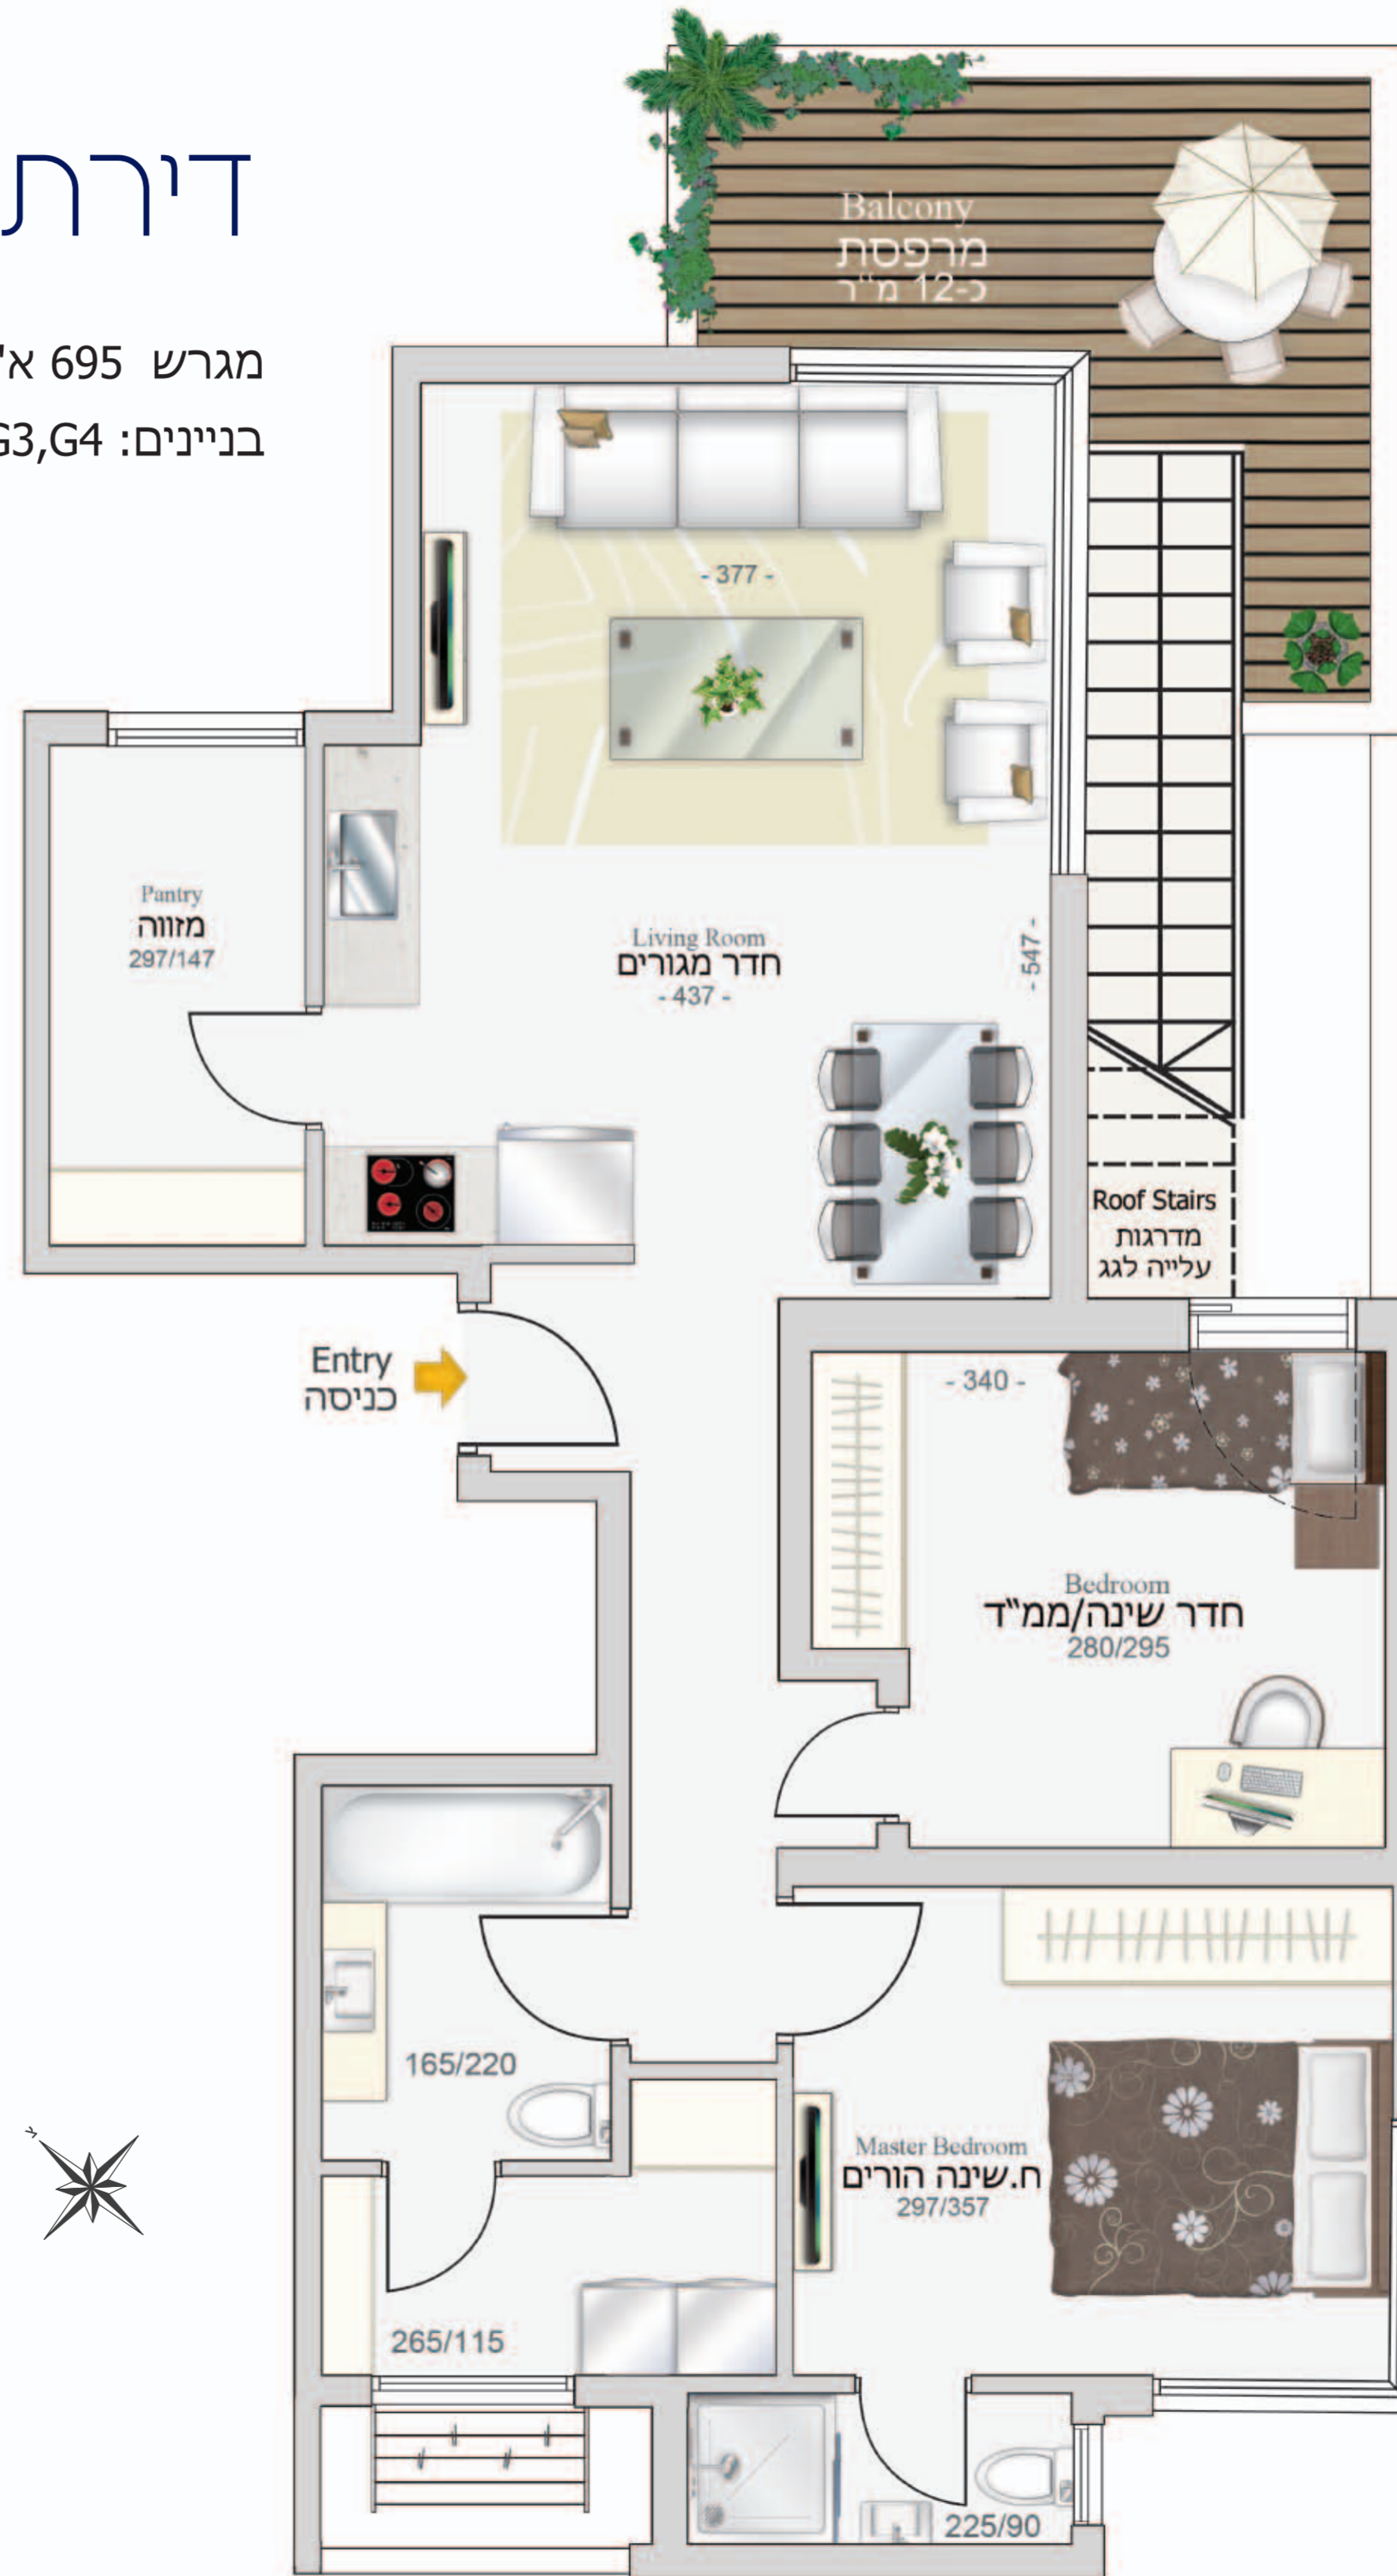 דירת
מגרש 695 א'
בניינים: G3,G4
Balcony
מרפסת
כ-12 מ"ר
- 377 -
Pantry
מזווה
297/147
Living Room
חדר מגורים
- 437 -
- 547 -
Roof Stairs
מדרגות
עלייה לגג
Entry
כניסה
- 340 -
Bedroom
חדר שינה/ממ"ד
280/295
165/220
Master Bedroom
ח.שינה הורים
297/357
265/115
225/90